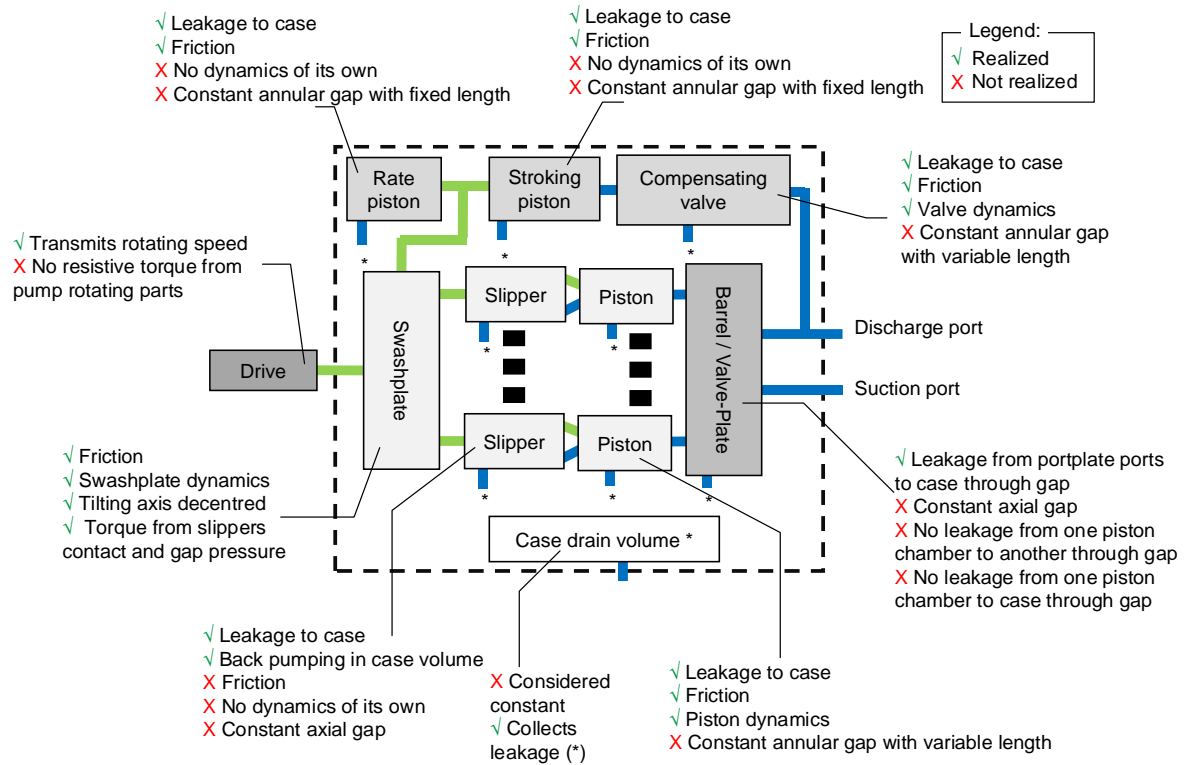 √ Leakage to case
√ Friction
X No dynamics of its own
X Constant annular gap with fixed length
√ Leakage to case
√ Friction
X No dynamics of its own
X Constant annular gap with fixed length
Legend:
√ Realized
X Not realized
Rate
piston
Stroking
piston
Compensating
valve
√ Leakage to case
√ Friction
√ Valve dynamics
X Constant annular gap
with variable length
* * *
√ Transmits rotating speed
X No resistive torque from
pump rotating parts
Drive
Swashplate
Slipper
Piston
* *
Slipper
Piston
* * *
Barrel / Valve-Plate
Discharge port
Suction port
√ Friction
√ Swashplate dynamics
√ Tilting axis decentred
√ Torque from slippers
contact and gap pressure
Case drain volume *
√ Leakage from portplate ports
to case through gap
X Constant axial gap
X No leakage from one piston
chamber to another through gap
X No leakage from one piston
chamber to case through gap
√ Leakage to case
√ Back pumping in case volume
X Friction
X No dynamics of its own
X Constant axial gap
X Considered
constant
√ Collects
leakage (*)
√ Leakage to case
√ Friction
√ Piston dynamics
X Constant annular gap with variable length